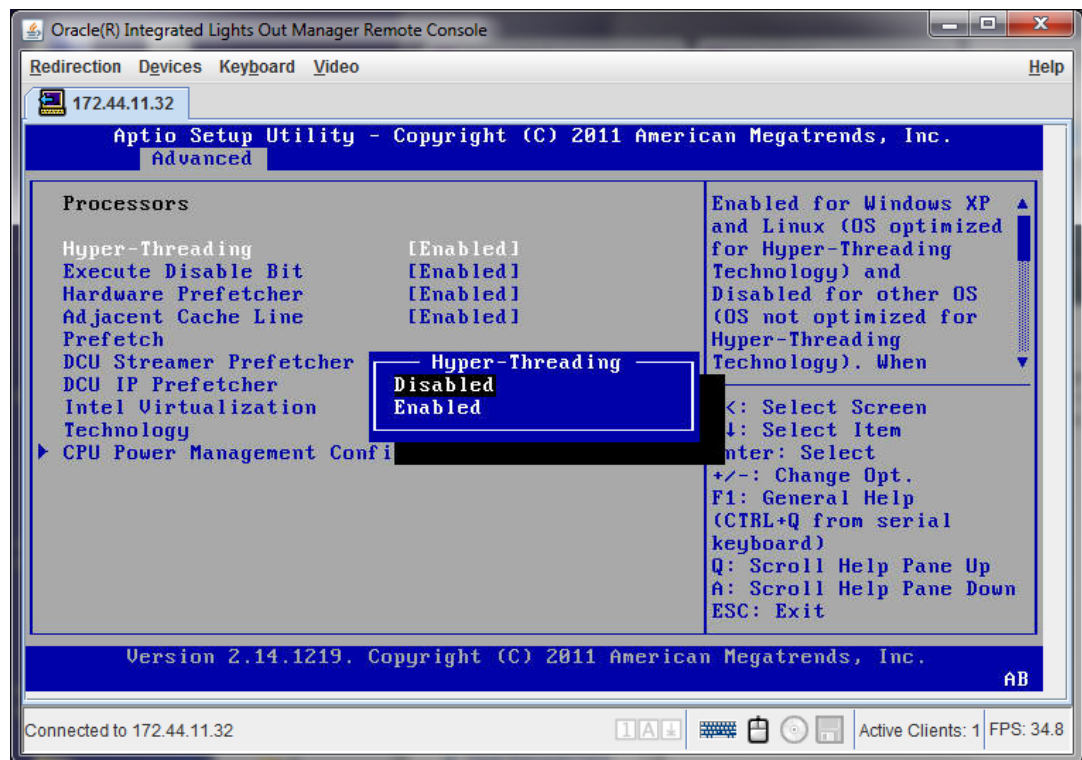 Oracle(R) Integrated Lights Out Manager Remote Console
Redirection Devices Keyboard Video Help
172.44.11.32
Aptio Setup Utility - Copyright (C) 2011 American Megatrends, Inc.
Advanced
Processors
Hyper-Threading [Enabled]
Execute Disable Bit [Enabled]
Hardware Prefetcher [Enabled]
Adjacent Cache Line [Enabled]
Prefetch
DCU Streamer Prefetcher
DCU IP Prefetcher
Intel Virtualization
Technology
CPU Power Management Confi
Hyper-Threading
Disabled
Enabled
Enabled for Windows XP
and Linux (OS optimized
for Hyper-Threading
Technology) and
Disabled for other OS
(OS not optimized for
Hyper-Threading
Technology). When
<: Select Screen
↓: Select Item
nter: Select
+/-: Change Opt.
F1: General Help
(CTRL+Q from serial
keyboard)
Q: Scroll Help Pane Up
A: Scroll Help Pane Down
ESC: Exit
Version 2.14.1219. Copyright (C) 2011 American Megatrends, Inc.
AB
Connected to 172.44.11.32 1 A Active Clients: 1 FPS: 34.8